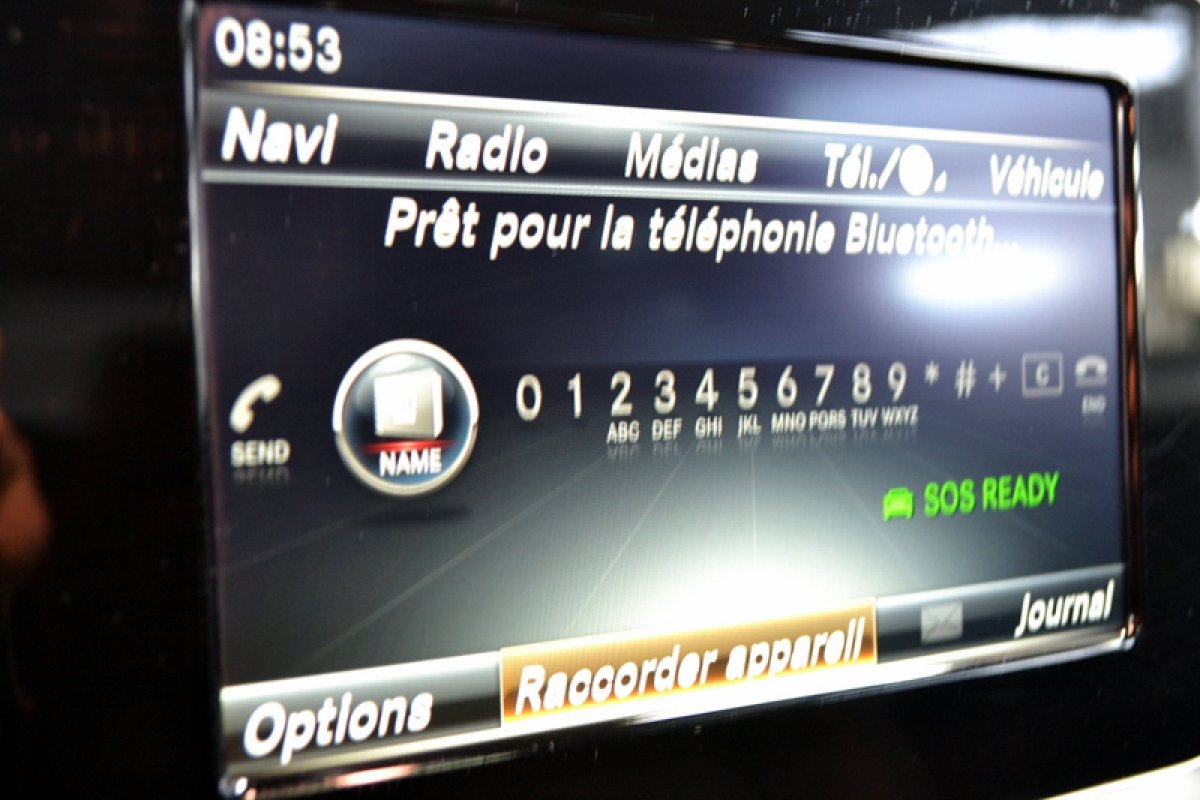 08:53
Navi Radio Médias Tél./ Véhicule
Prêt pour la téléphonie Bluetooth...
SEND NAME 0 1 2 3 4 5 6 7 8 9 * # + C END
ABC DEF GHI JKL MNO PQRS TUV WXYZ
SOS READY
Options Raccorder appareil Journal